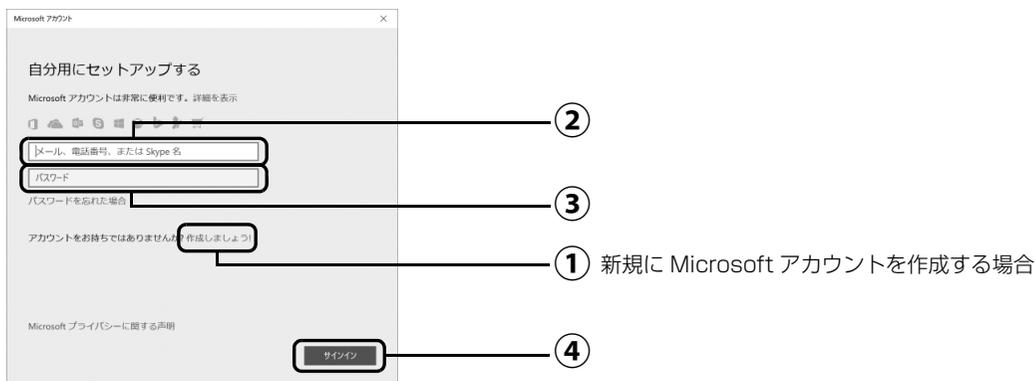 Microsoft アカウント
自分用にセットアップする
Microsoft アカウントは非常に便利です。詳細を表示
②
メール、電話番号、または Skype 名
パスワード
③
パスワードを忘れた場合
アカウントをお持ちではありませんか? 作成しましょう!
① 新規に Microsoft アカウントを作成する場合
Microsoft プライバシーに関する声明
サインイン
④